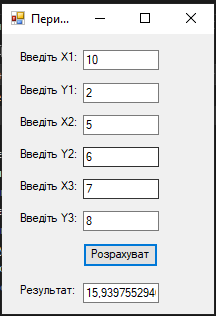 Пери...
Введіть X1: 10
Введіть Y1: 2
Введіть X2: 5
Введіть Y2: 6
Введіть X3: 7
Введіть Y3: 8
Розрахуват
Результат: 15,939755294